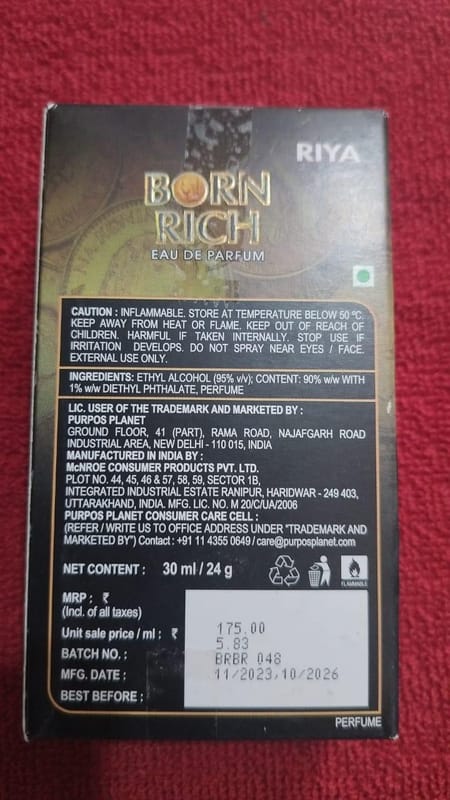 RIYA
BORN
RICH
EAU DE PARFUM
CAUTION : INFLAMMABLE. STORE AT TEMPERATURE BELOW 50 ºC.
KEEP AWAY FROM HEAT OR FLAME. KEEP OUT OF REACH OF
CHILDREN. HARMFUL IF TAKEN INTERNALLY. STOP USE IF
IRRITATION DEVELOPS. DO NOT SPRAY NEAR EYES / FACE.
EXTERNAL USE ONLY.
INGREDIENTS: ETHYL ALCOHOL (95% v/v); CONTENT: 90% w/w WITH
1% w/w DIETHYL PHTHALATE, PERFUME
LIC. USER OF THE TRADEMARK AND MARKETED BY :
PURPOS PLANET
GROUND FLOOR, 41 (PART), RAMA ROAD, NAJAFGARH ROAD
INDUSTRIAL AREA, NEW DELHI - 110 015, INDIA
MANUFACTURED IN INDIA BY :
McNROE CONSUMER PRODUCTS PVT. LTD.
PLOT NO. 44, 45, 46 & 57, 58, 59, SECTOR 1B,
INTEGRATED INDUSTRIAL ESTATE RANIPUR, HARIDWAR - 249 403,
UTTARAKHAND, INDIA. MFG. LIC. NO. M 20/C/UA/2006
PURPOS PLANET CONSUMER CARE CELL :
(REFER / WRITE US TO OFFICE ADDRESS UNDER "TRADEMARK AND
MARKETED BY") Contact : +91 11 4355 0649 / care@purposplanet.com
NET CONTENT : 30 ml / 24 g
FLAMMABLE
MRP : ₹
(Incl. of all taxes) 175.00
Unit sale price / ml : ₹ 5.83
BATCH NO. : BRBR 048
MFG. DATE : 11/2023,10/2026
BEST BEFORE :
PERFUME